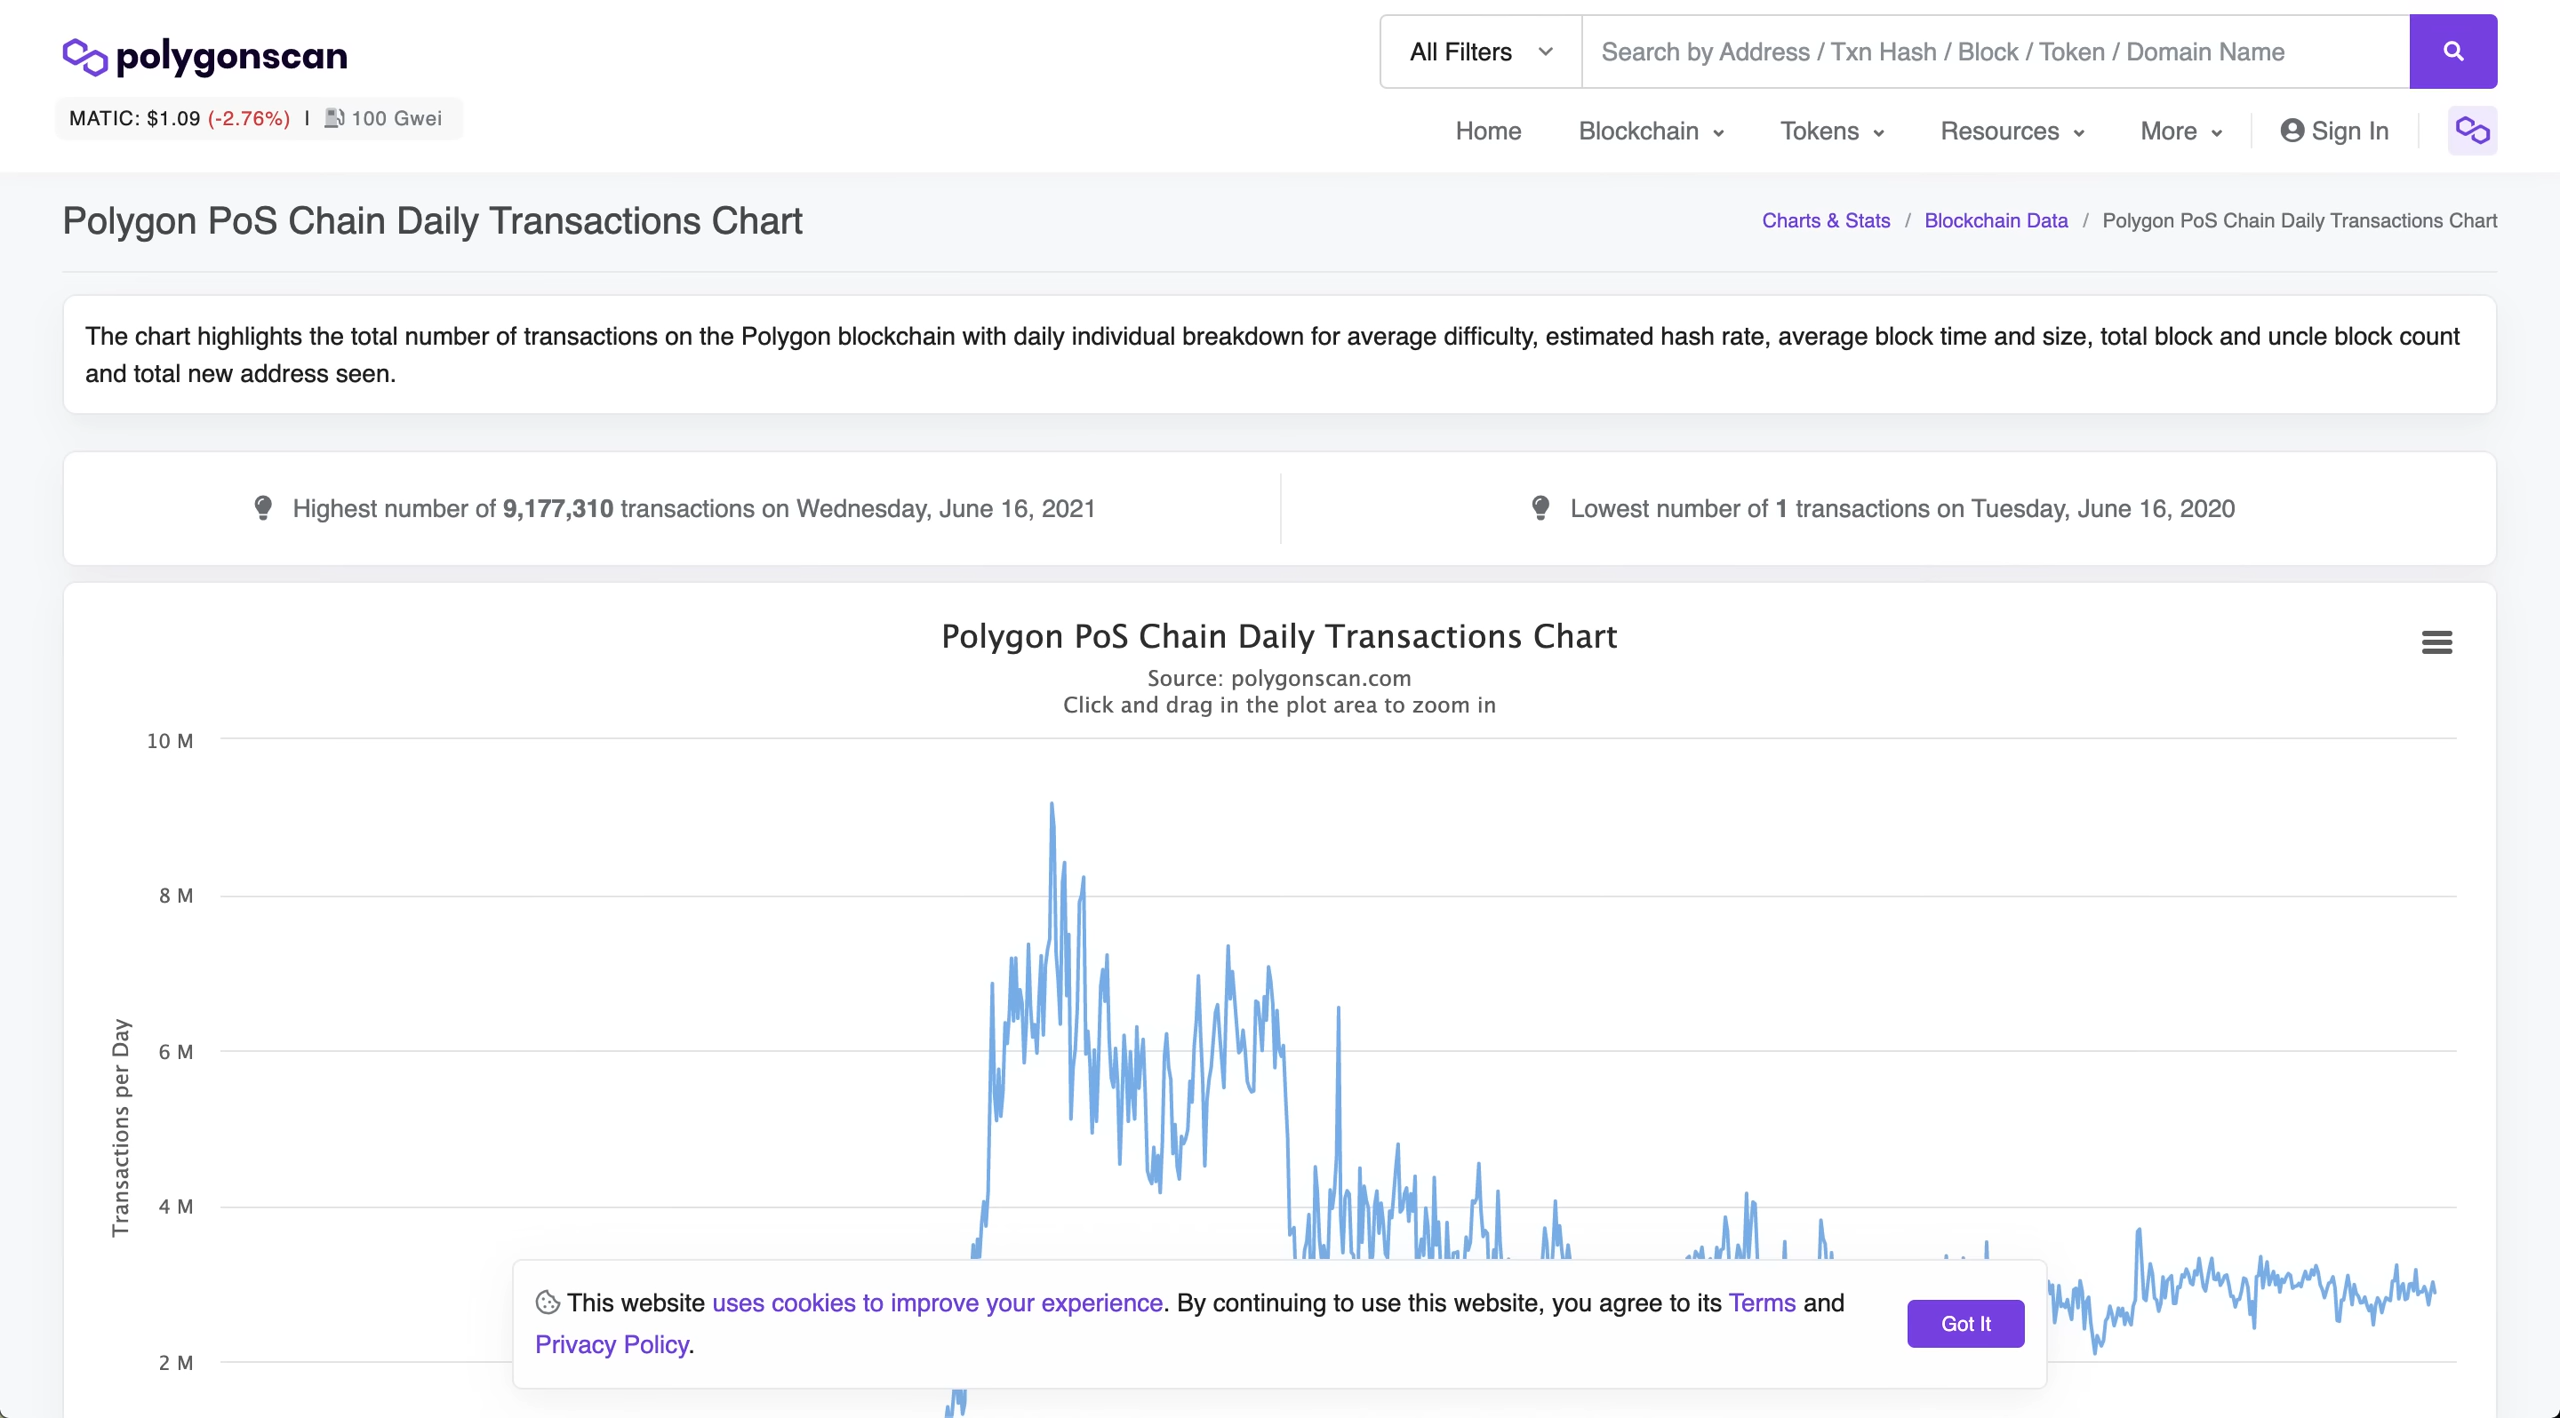 polygonscan
All Filters
Search by Address / Txn Hash / Block / Token / Domain Name
MATIC: $1.09 (-2.76%) | 100 Gwei
Home Blockchain Tokens Resources More Sign In
Polygon PoS Chain Daily Transactions Chart
Charts & Stats / Blockchain Data / Polygon PoS Chain Daily Transactions Chart
The chart highlights the total number of transactions on the Polygon blockchain with daily individual breakdown for average difficulty, estimated hash rate, average block time and size, total block and uncle block count
and total new address seen.
Highest number of 9,177,310 transactions on Wednesday, June 16, 2021
Lowest number of 1 transactions on Tuesday, June 16, 2020
Polygon PoS Chain Daily Transactions Chart
Source: polygonscan.com
Click and drag in the plot area to zoom in
10 M
8 M
6 M
4 M
2 M
Transactions per Day
This website uses cookies to improve your experience. By continuing to use this website, you agree to its Terms and
Privacy Policy.
Got It